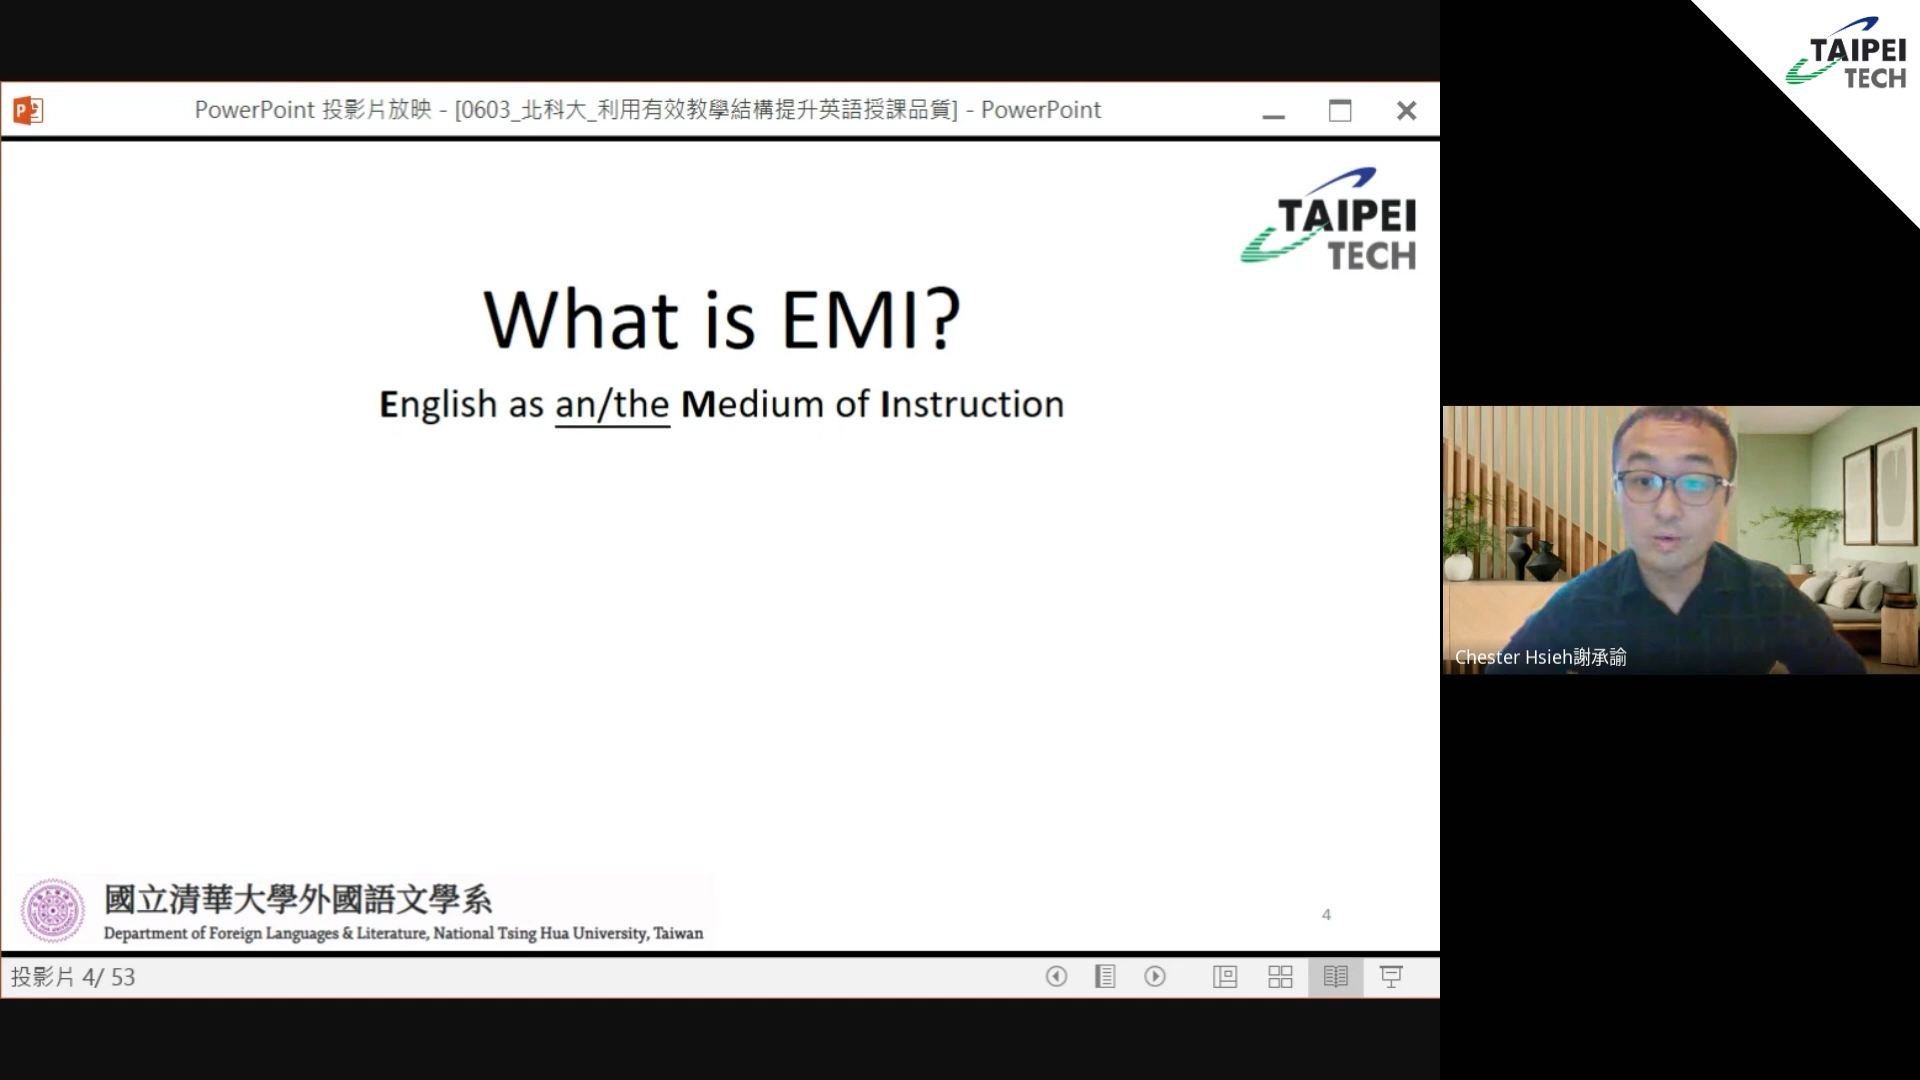 PowerPoint 投影片放映 - [0603_北科大_利用有效教學結構提升英語授課品質] - PowerPoint
TAIPEI
TECH
What is EMI?
English as an/the Medium of Instruction
國立清華大學外國語文學系
Department of Foreign Languages & Literature, National Tsing Hua University, Taiwan
4
投影片 4/ 53
TAIPEI
TECH
Chester Hsieh謝承諭